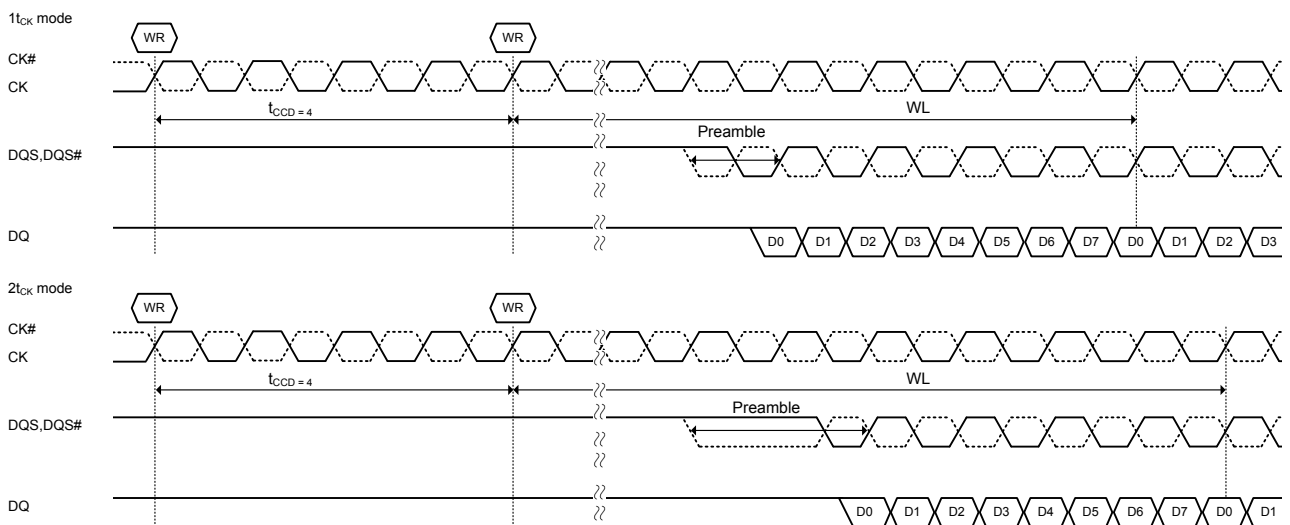 1tCK mode
WR WR
CK#
CK
tCCD = 4 WL
Preamble
DQS,DQS#
DQ D0 D1 D2 D3 D4 D5 D6 D7 D0 D1 D2 D3
2tCK mode
WR WR
CK#
CK
tCCD = 4 WL
Preamble
DQS,DQS#
DQ D0 D1 D2 D3 D4 D5 D6 D7 D0 D1